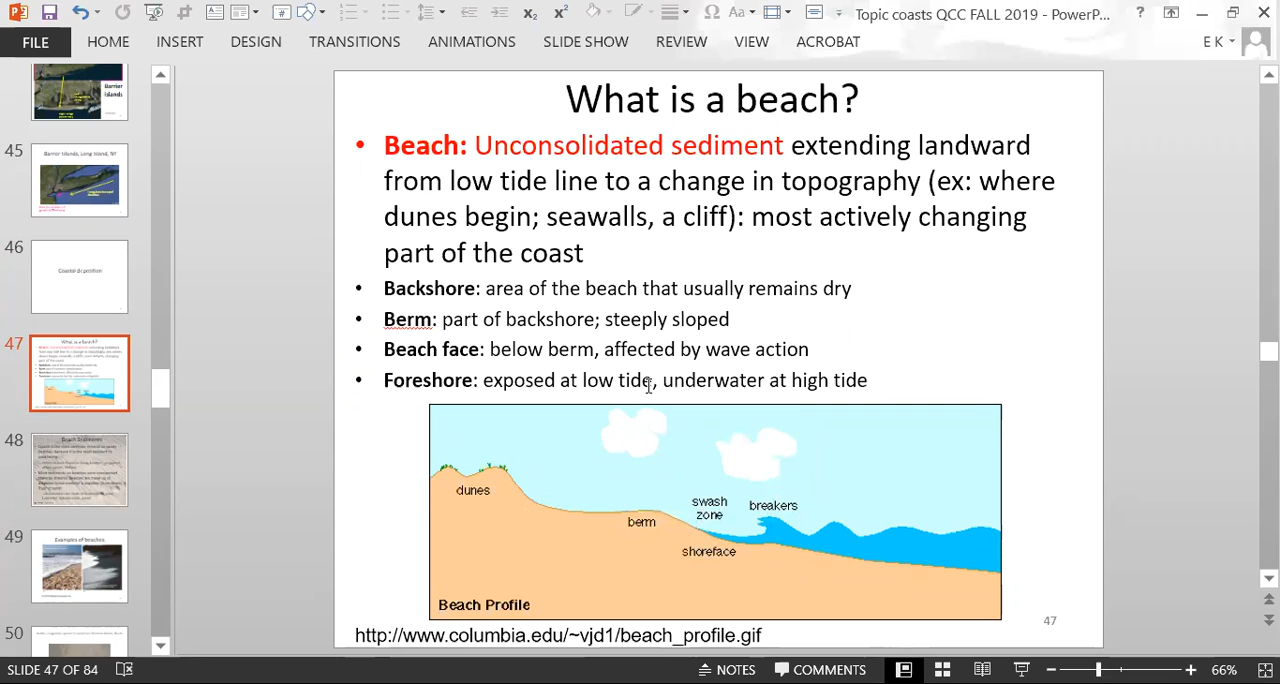 Topic coasts QCC FALL 2019 - PowerP...
FILE HOME INSERT DESIGN TRANSITIONS ANIMATIONS SLIDE SHOW REVIEW VIEW ACROBAT E K
Barrier
islands
45
Barrier Islands, Long Island, NY
46
Coastal deposition
47
What is a beach?
48
Beach Sediments
49
Examples of beaches
50
What is a beach?
• Beach: Unconsolidated sediment extending landward
from low tide line to a change in topography (ex: where
dunes begin; seawalls, a cliff): most actively changing
part of the coast
• Backshore: area of the beach that usually remains dry
• Berm: part of backshore; steeply sloped
• Beach face: below berm, affected by wave action
• Foreshore: exposed at low tide, underwater at high tide
dunes
berm
swash
zone
breakers
shoreface
Beach Profile
47
http://www.columbia.edu/~vjd1/beach_profile.gif
SLIDE 47 OF 84 NOTES COMMENTS 66%